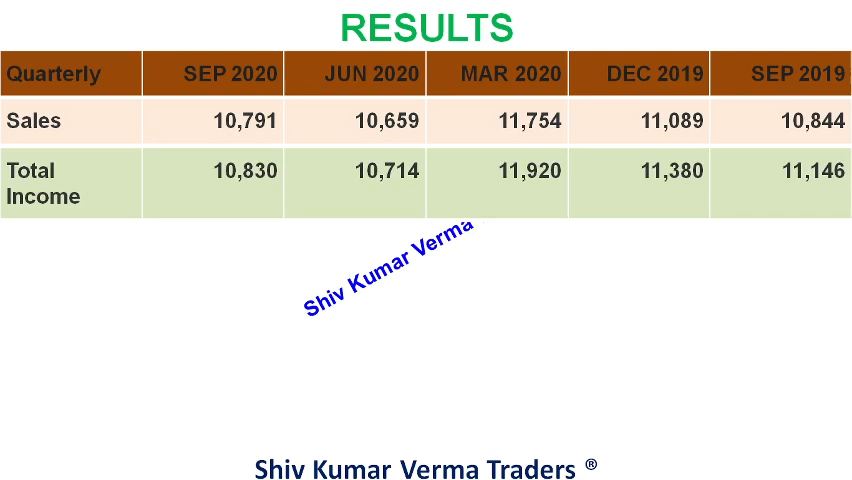 RESULTS
Quarterly SEP 2020 JUN 2020 MAR 2020 DEC 2019 SEP 2019
Sales 10,791 10,659 11,754 11,089 10,844
Total Income 10,830 10,714 11,920 11,380 11,146
Shiv Kumar Verma
Shiv Kumar Verma Traders ®